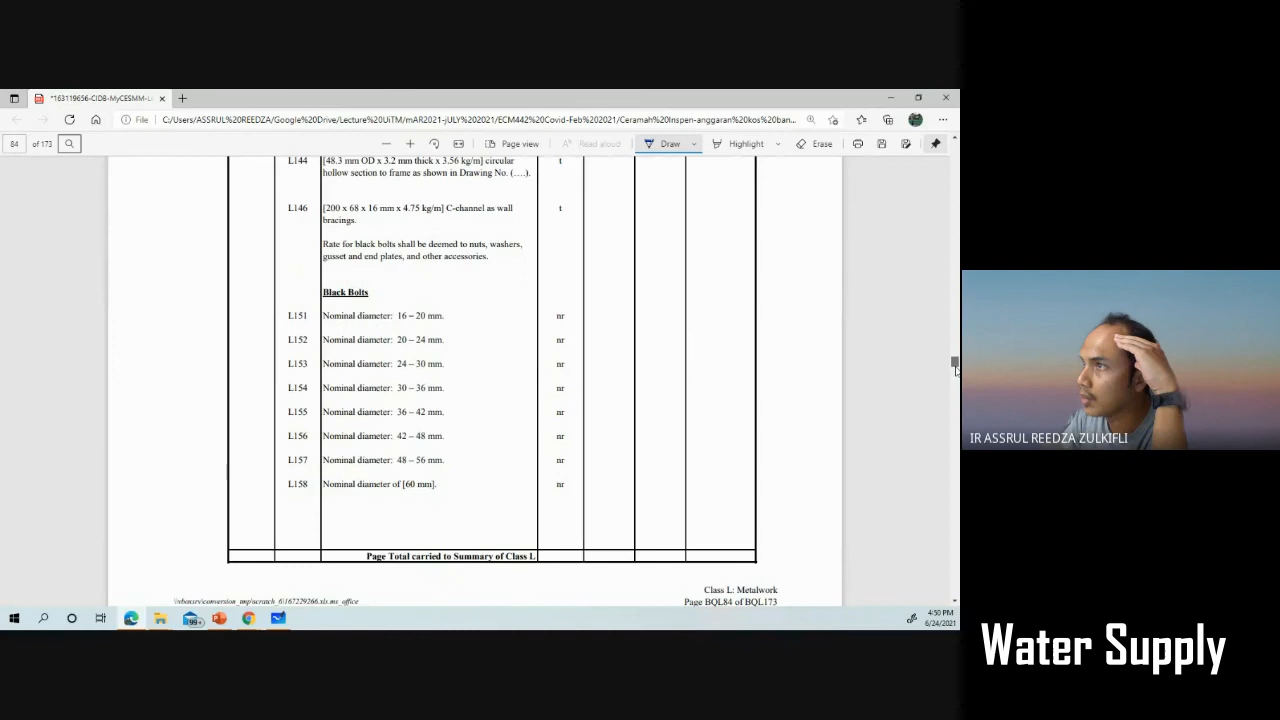 *163119656-CIDB-MyCESMM-L
File
C:/Users/ASSRUL%20REEDZA/Google%20Drive/Lecture%20UiTM/mAR2021-jULY%202021/ECM442%20Covid-Feb%202021/Ceramah%20Inspen-anggaran%20kos%20ban...
84 of 173
Page view
Read aloud
Draw
Highlight
Erase
L144 [48.3 mm OD x 3.2 mm thick x 3.56 kg/m] circular t
hollow section to frame as shown in Drawing No. (….).
L146 [200 x 68 x 16 mm x 4.75 kg/m] C-channel as wall t
bracings.
Rate for black bolts shall be deemed to nuts, washers,
gusset and end plates, and other accessories.
Black Bolts
L151 Nominal diameter: 16 – 20 mm. nr
L152 Nominal diameter: 20 – 24 mm. nr
L153 Nominal diameter: 24 – 30 mm. nr
L154 Nominal diameter: 30 – 36 mm. nr
L155 Nominal diameter: 36 – 42 mm. nr
L156 Nominal diameter: 42 – 48 mm. nr
L157 Nominal diameter: 48 – 56 mm. nr
L158 Nominal diameter of [60 mm]. nr
Page Total carried to Summary of Class L
Class L: Metalwork
Page BQL84 of BQL173
99+
4:50 PM
6/24/2021
IR ASSRUL REEDZA ZULKIFLI
Water Supply